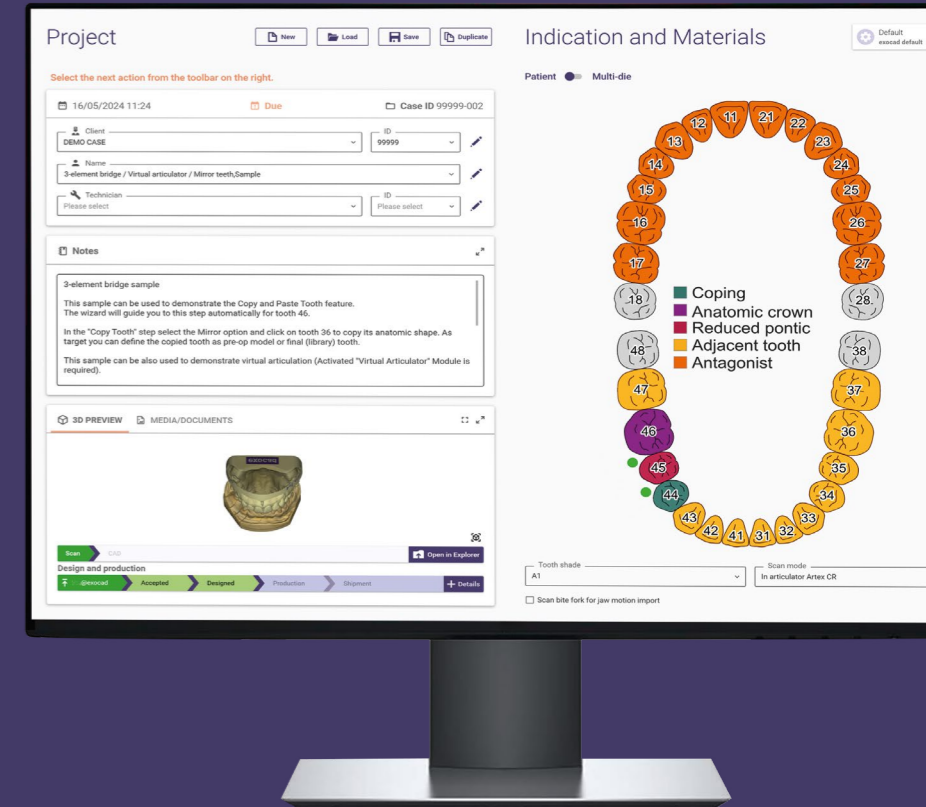 Project
New
Load
Save
Duplicate
Select the next action from the toolbar on the right.
16/05/2024 11:24
Due
Case ID 99999-002
Client
DEMO CASE
ID
99999
Name
3-element bridge / Virtual articulator / Mirror teeth,Sample
Technician
Please select
ID
Please select
Notes
3-element bridge sample
This sample can be used to demonstrate the Copy and Paste Tooth feature.
The wizard will guide you to this step automatically for tooth 46.
In the "Copy Tooth" step select the Mirror option and click on tooth 36 to copy its anatomic shape. As
target you can define the copied tooth as pre-op model or final (library) tooth.
This sample can be also used to demonstrate virtual articulation (Activated "Virtual Articulator" Module is
required).
3D PREVIEW
MEDIA/DOCUMENTS
Scan
CAD
Open in Explorer
Design and production
@exocad
Accepted
Designed
Production
Shipment
+ Details
Indication and Materials
Default
exocad default
Patient
Multi-die
12 11 21 22
13 23
14 24
15 25
16 26
17 27
18 28
Coping
Anatomic crown
Reduced pontic
Adjacent tooth
Antagonist
48 38
47 37
46 36
45 35
44 34
43 33
42 41 31 32
Tooth shade
A1
Scan mode
In articulator Artex CR
Scan bite fork for jaw motion import